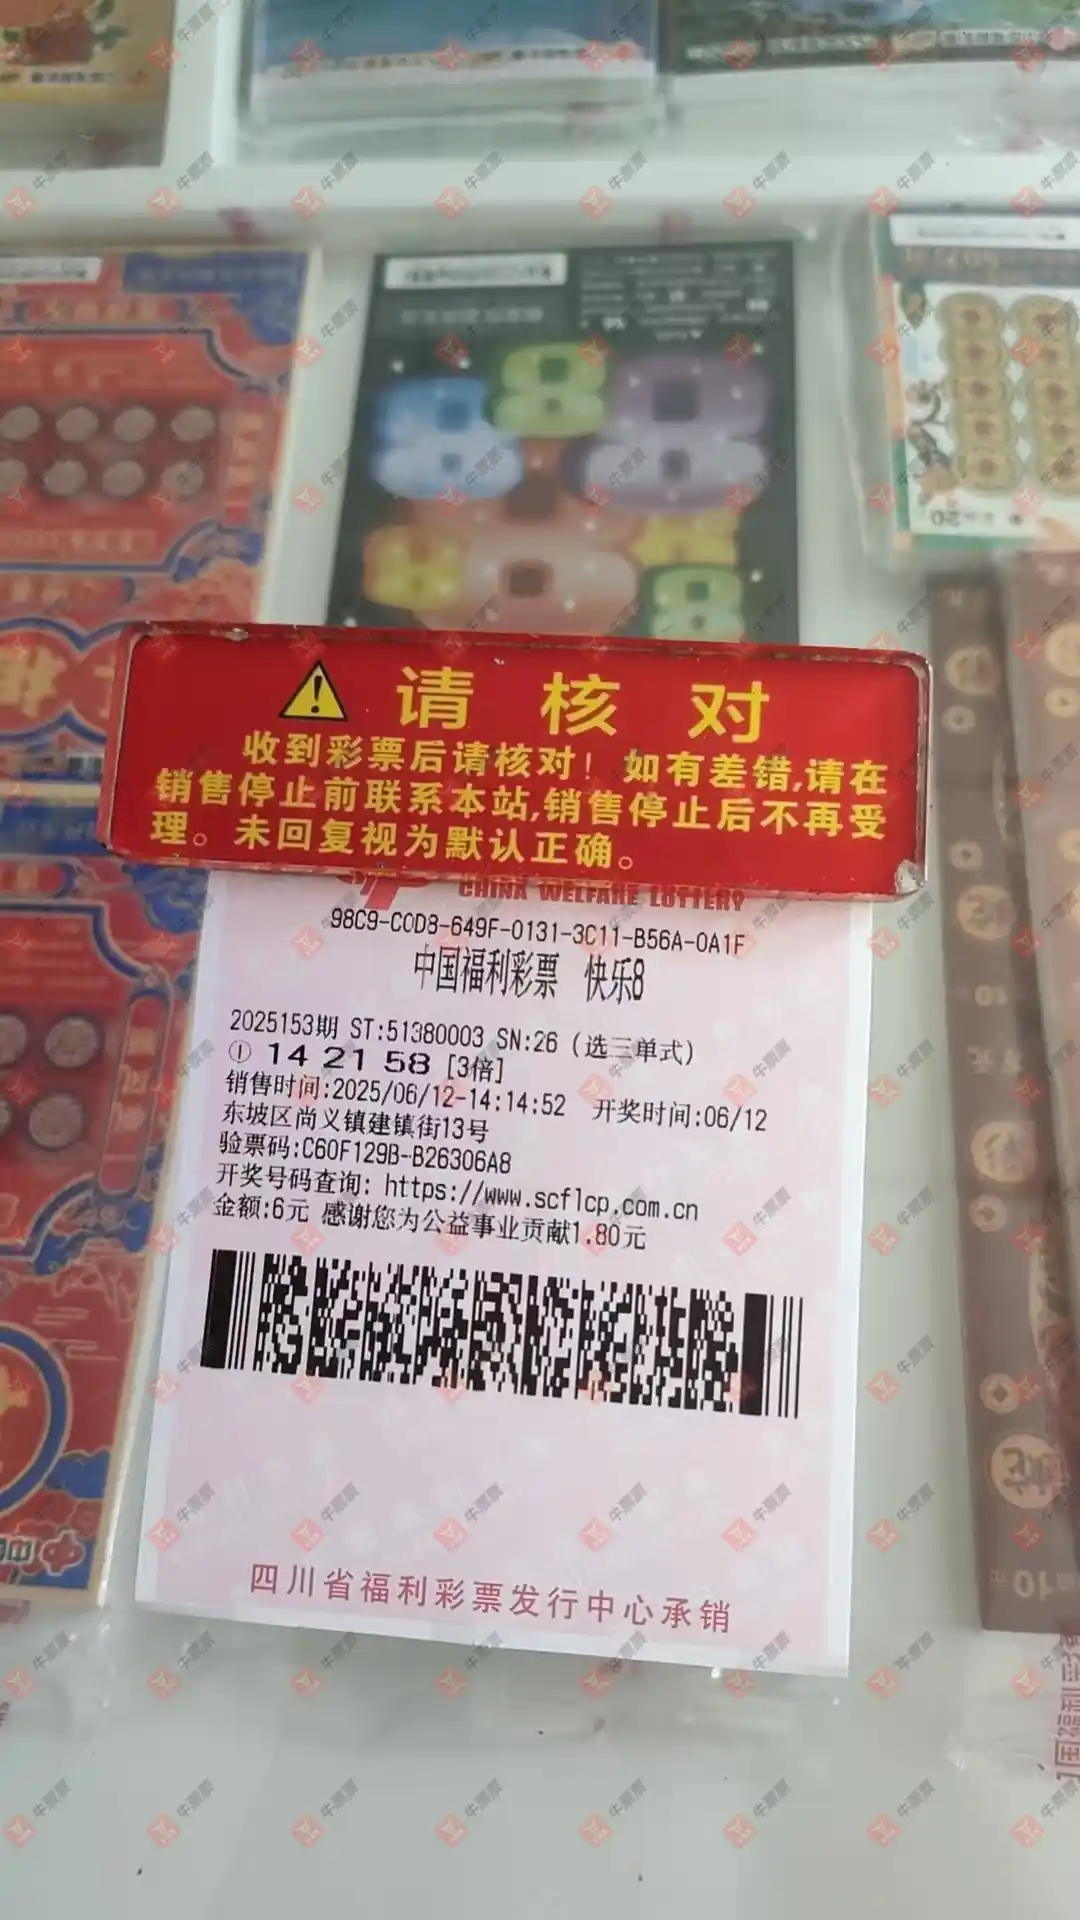 请核对
收到彩票后请核对！如有差错,请在
销售停止前联系本站,销售停止后不再受
理。未回复视为默认正确。
CHINA WELFARE LOTTERY
98C9-C0D8-649F-0131-3C11-B56A-0A1F
中国福利彩票 快乐8
2025153期 ST:51380003 SN:26 (选三单式)
① 14 21 58 [3倍]
销售时间:2025/06/12-14:14:52 开奖时间:06/12
东坡区尚义镇建镇街13号
验票码:C60F129B-B26306A8
开奖号码查询: https://www.scflcp.com.cn
金额:6元 感谢您为公益事业贡献1.80元
四川省福利彩票发行中心承销
牛票票